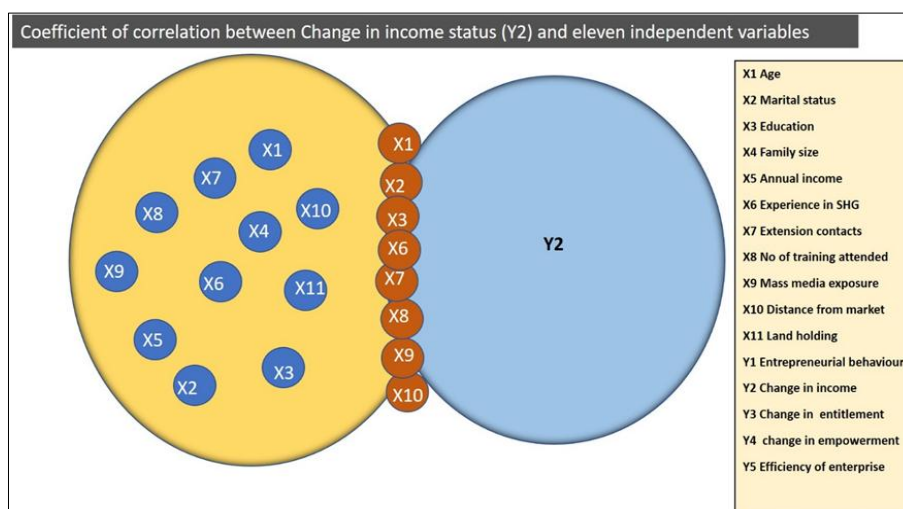 Coefficient of correlation between Change in income status (Y2) and eleven independent variables
X1
X7
X8
X10
X4
X9
X6
X11
X5
X2
X3
X1
X2
X3
X6
X7
X8
X9
X10
Y2
X1 Age
X2 Marital status
X3 Education
X4 Family size
X5 Annual income
X6 Experience in SHG
X7 Extension contacts
X8 No of training attended
X9 Mass media exposure
X10 Distance from market
X11 Land holding
Y1 Entrepreneurial behaviour
Y2 Change in income
Y3 Change in entitlement
Y4 change in empowerment
Y5 Efficiency of enterprise